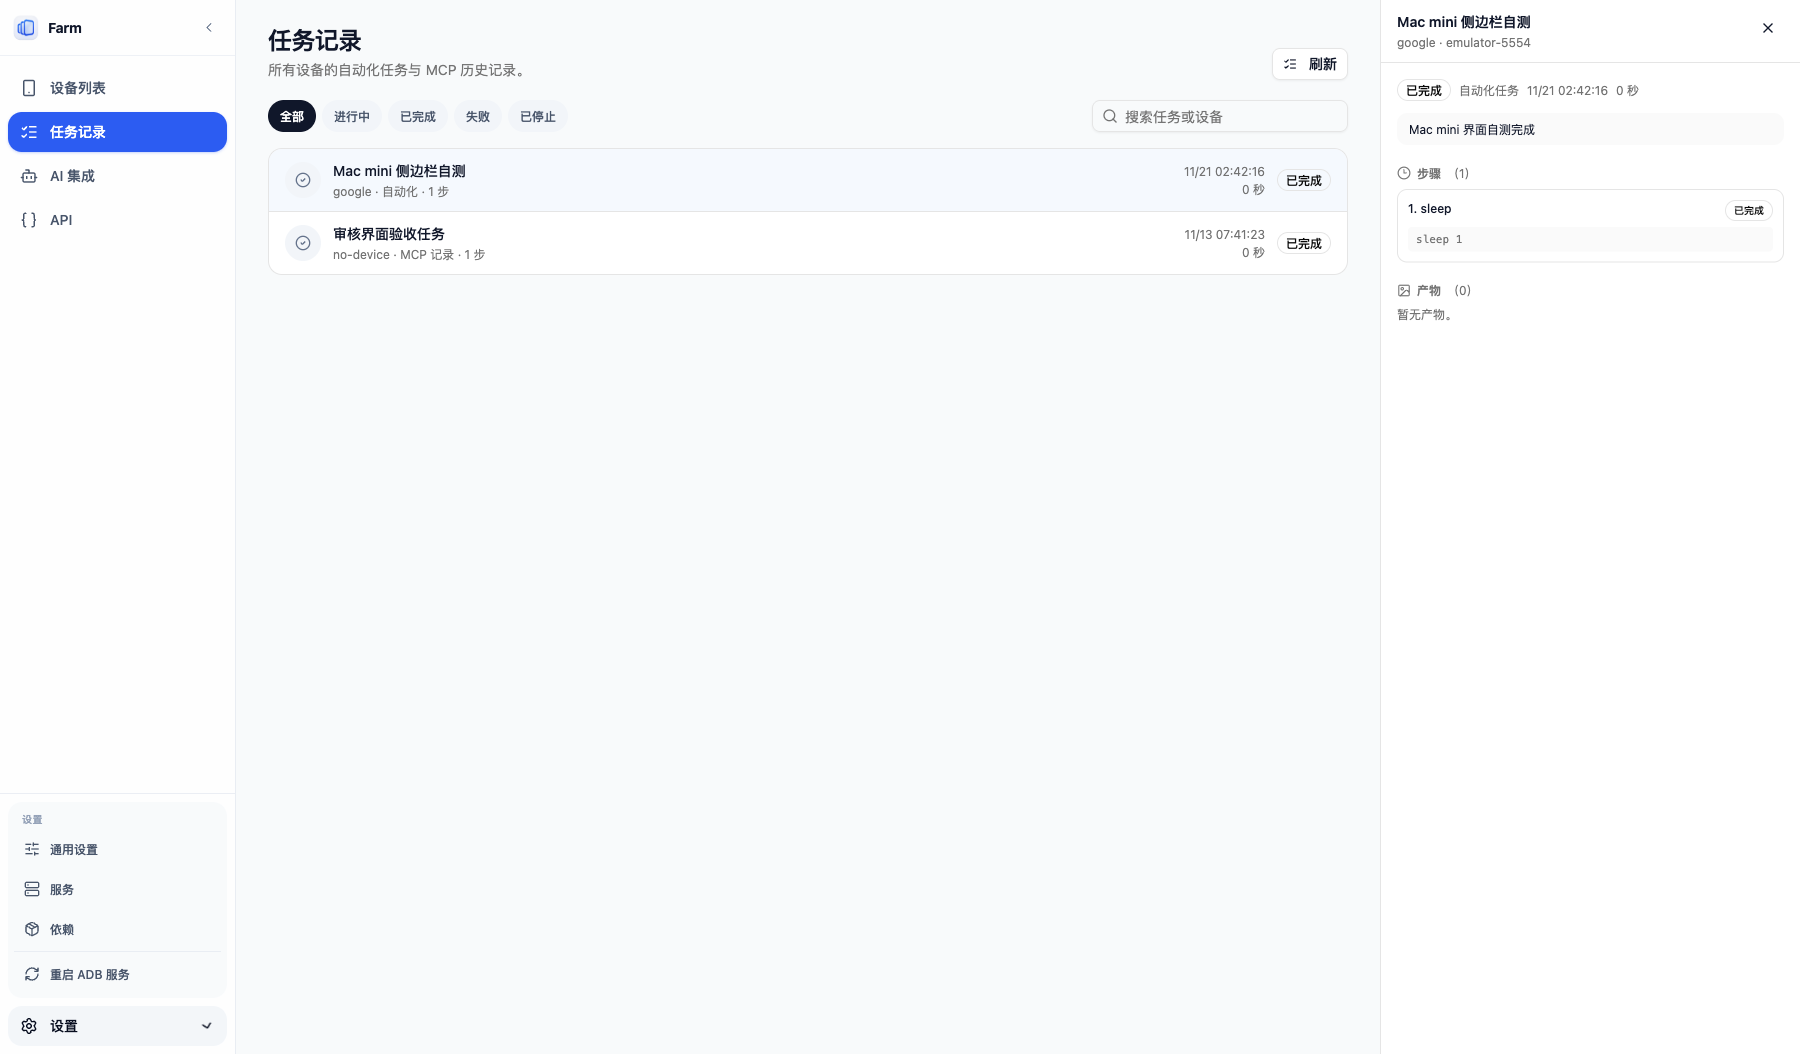 Farm
设备列表
任务记录
AI 集成
API
设置
通用设置
服务
依赖
重启 ADB 服务
设置
任务记录
所有设备的自动化任务与 MCP 历史记录。
刷新
全部
进行中
已完成
失败
已停止
搜索任务或设备
Mac mini 侧边栏自测
google · 自动化 · 1 步
11/21 02:42:16
0 秒
已完成
审核界面验收任务
no-device · MCP 记录 · 1 步
11/13 07:41:23
0 秒
已完成
Mac mini 侧边栏自测
google · emulator-5554
已完成 自动化任务 11/21 02:42:16 0 秒
Mac mini 界面自测完成
步骤 (1)
1. sleep
已完成
sleep 1
产物 (0)
暂无产物。